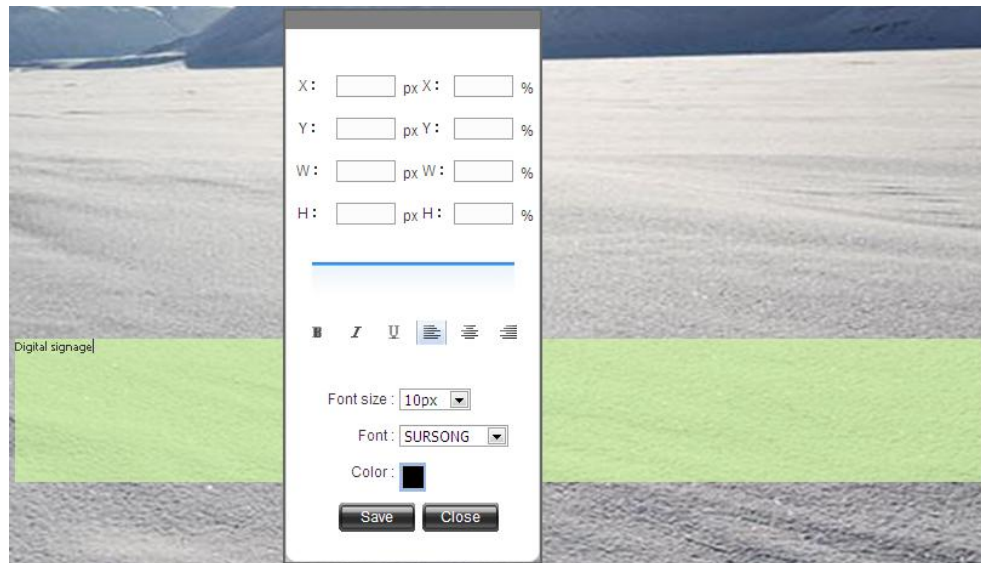 X: px X: %
Y: px Y: %
W: px W: %
H: px H: %
B I U
Digital signage
Font size : 10px
Font : SURSONG
Color :
Save Close